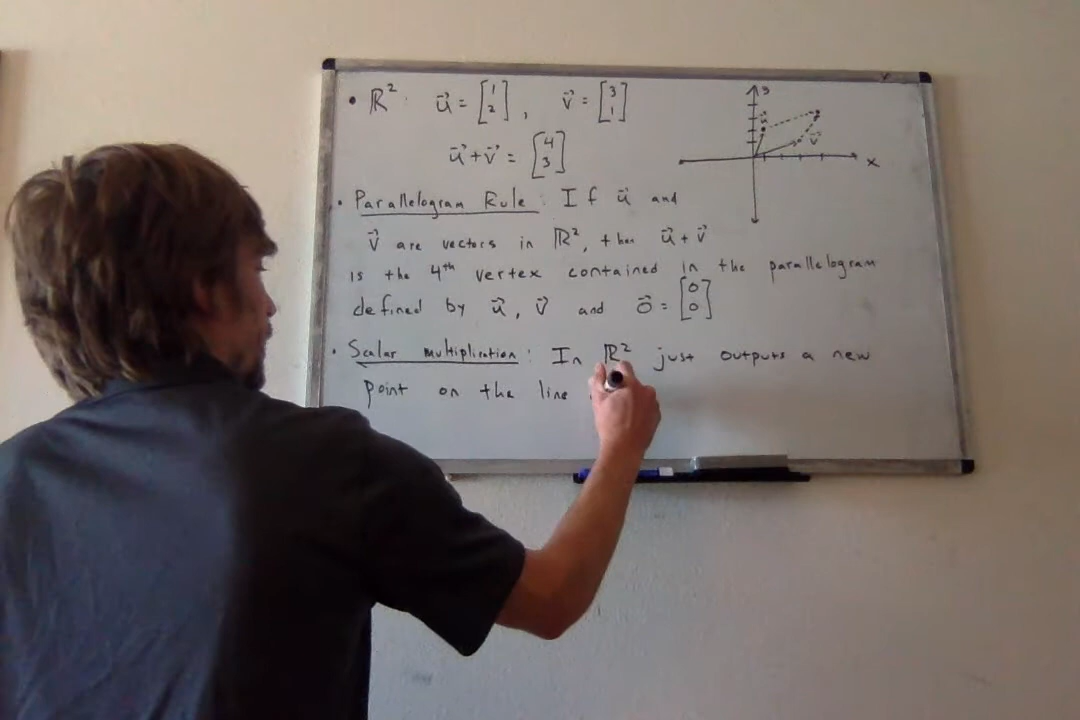 • ℝ²: u⃗ = [1 2], v⃗ = [3 1]
u⃗ + v⃗ = [4 3]
y
u⃗
v⃗
x
• Parallelogram Rule: If u⃗ and
v⃗ are vectors in ℝ², then u⃗ + v⃗
is the 4th vertex contained in the parallelogram
defined by u⃗, v⃗ and 0⃗ = [0 0]
• Scalar multiplication: In ℝ² just outputs a new
point on the line